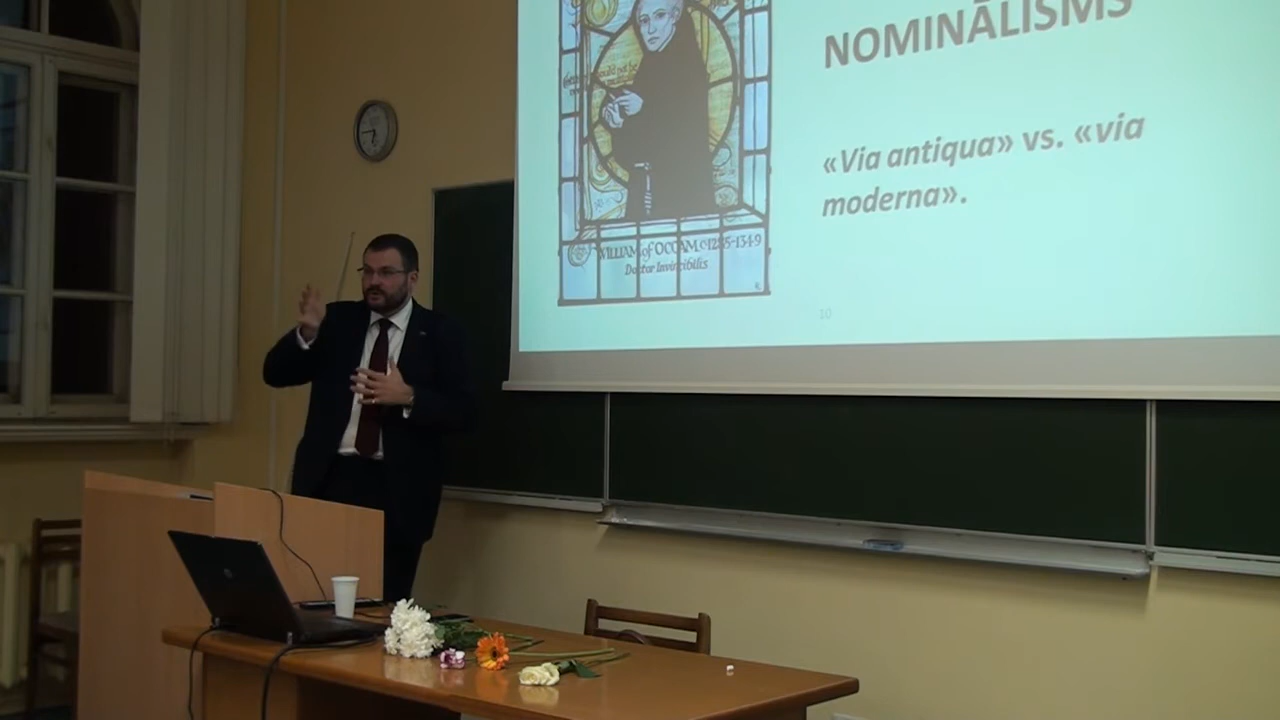 NOMINĀLISMS
«Via antiqua» vs. «via
moderna».
WILLIAM of OCCAM c1285-1349
Doctor Invincibilis
10